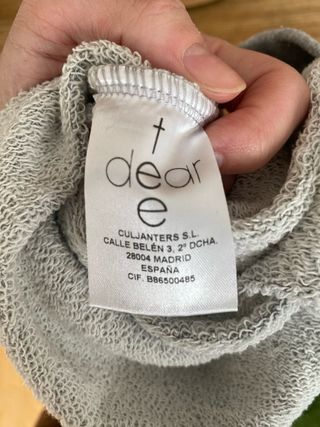 t
dear
e
e
CULJANTERS S.L.
CALLE BELÉN 3, 2º DCHA.
28004 MADRID
ESPAÑA
CIF. B86500485